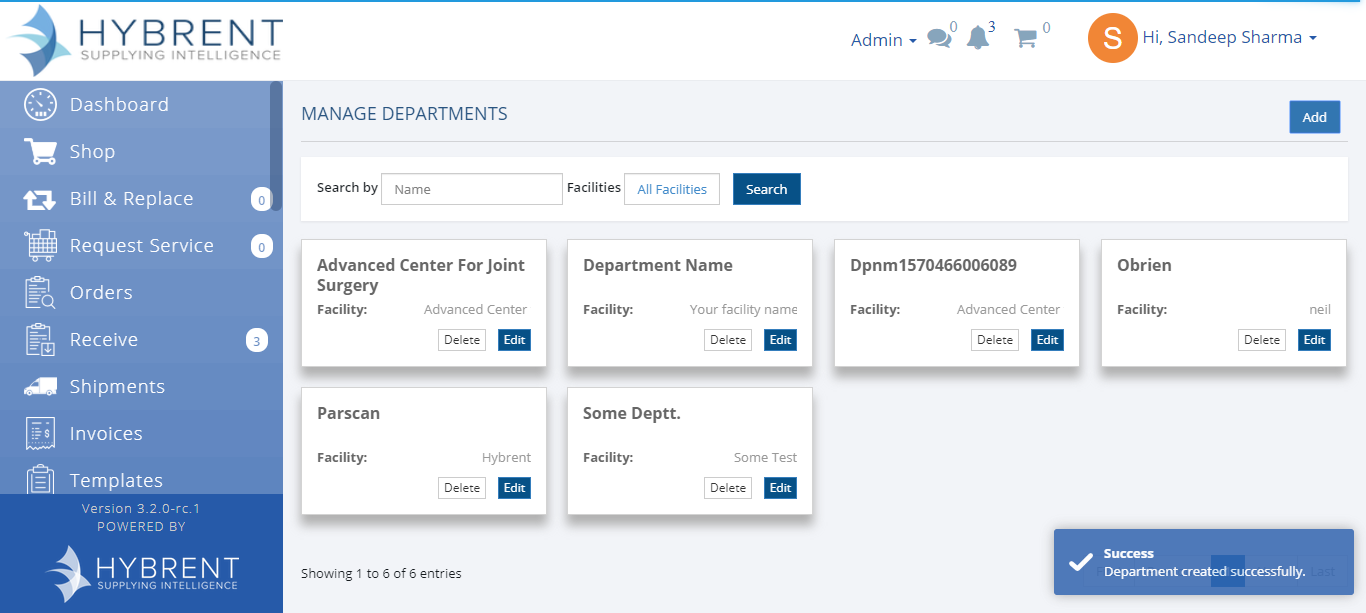 HYBRENT
SUPPLYING INTELLIGENCE
Admin
0
3
0
S
Hi, Sandeep Sharma
Dashboard
Shop
Bill & Replace
0
Request Service
0
Orders
Receive
3
Shipments
Invoices
Templates
Version 3.2.0-rc.1
POWERED BY
HYBRENT
SUPPLYING INTELLIGENCE
MANAGE DEPARTMENTS
Add
Search by
Name
Facilities
All Facilities
Search
Advanced Center For Joint
Surgery
Facility:
Advanced Center
Delete
Edit
Department Name
Facility:
Your facility name
Delete
Edit
Dpnm1570466006089
Facility:
Advanced Center
Delete
Edit
Obrien
Facility:
neil
Delete
Edit
Parscan
Facility:
Hybrent
Delete
Edit
Some Deptt.
Facility:
Some Test
Delete
Edit
Showing 1 to 6 of 6 entries
Success
Department created successfully.
Last